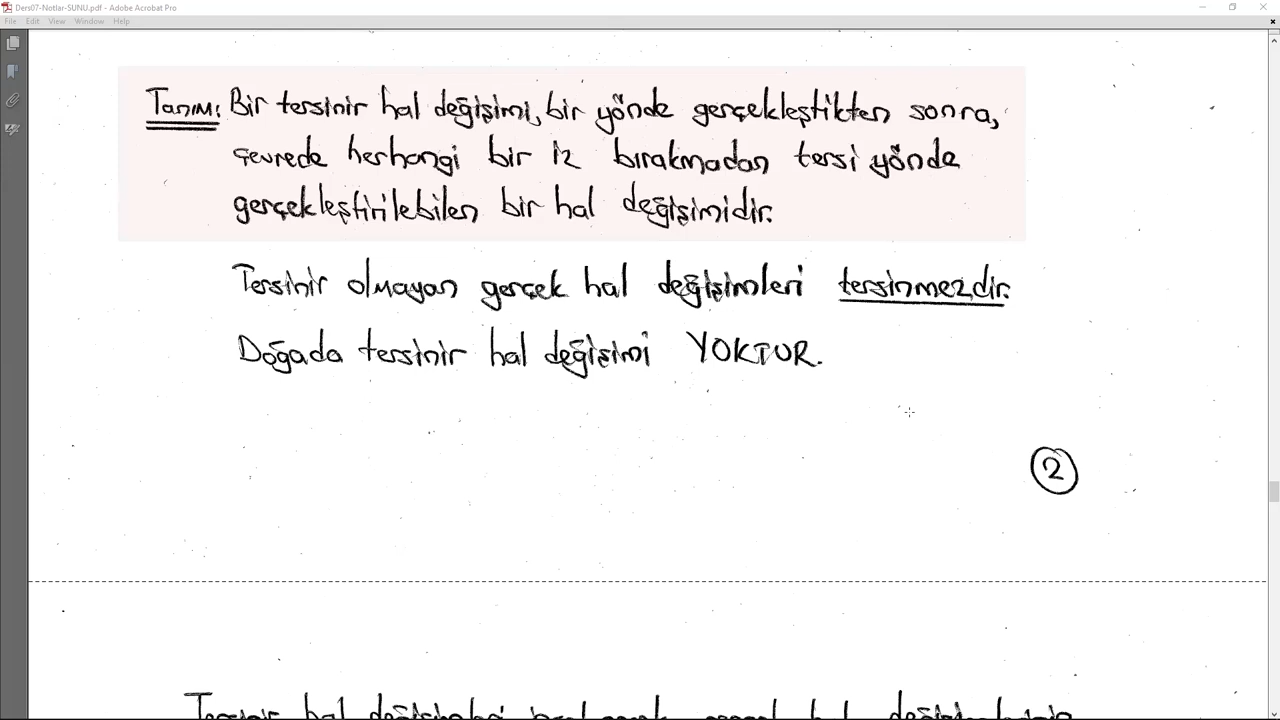 Ders07-Notlar-SUNU.pdf - Adobe Acrobat Pro
File Edit View Window Help
Tanım: Bir tersinir hal değişimi, bir yönde gerçekleştikten sonra,
çevrede herhangi bir iz bırakmadan tersi yönde
gerçekleştirilebilen bir hal değişimidir.
Tersinir olmayan gerçek hal değişimleri tersinmezdir.
Doğada tersinir hal değişimi YOKTUR.
2
Tersinir hal